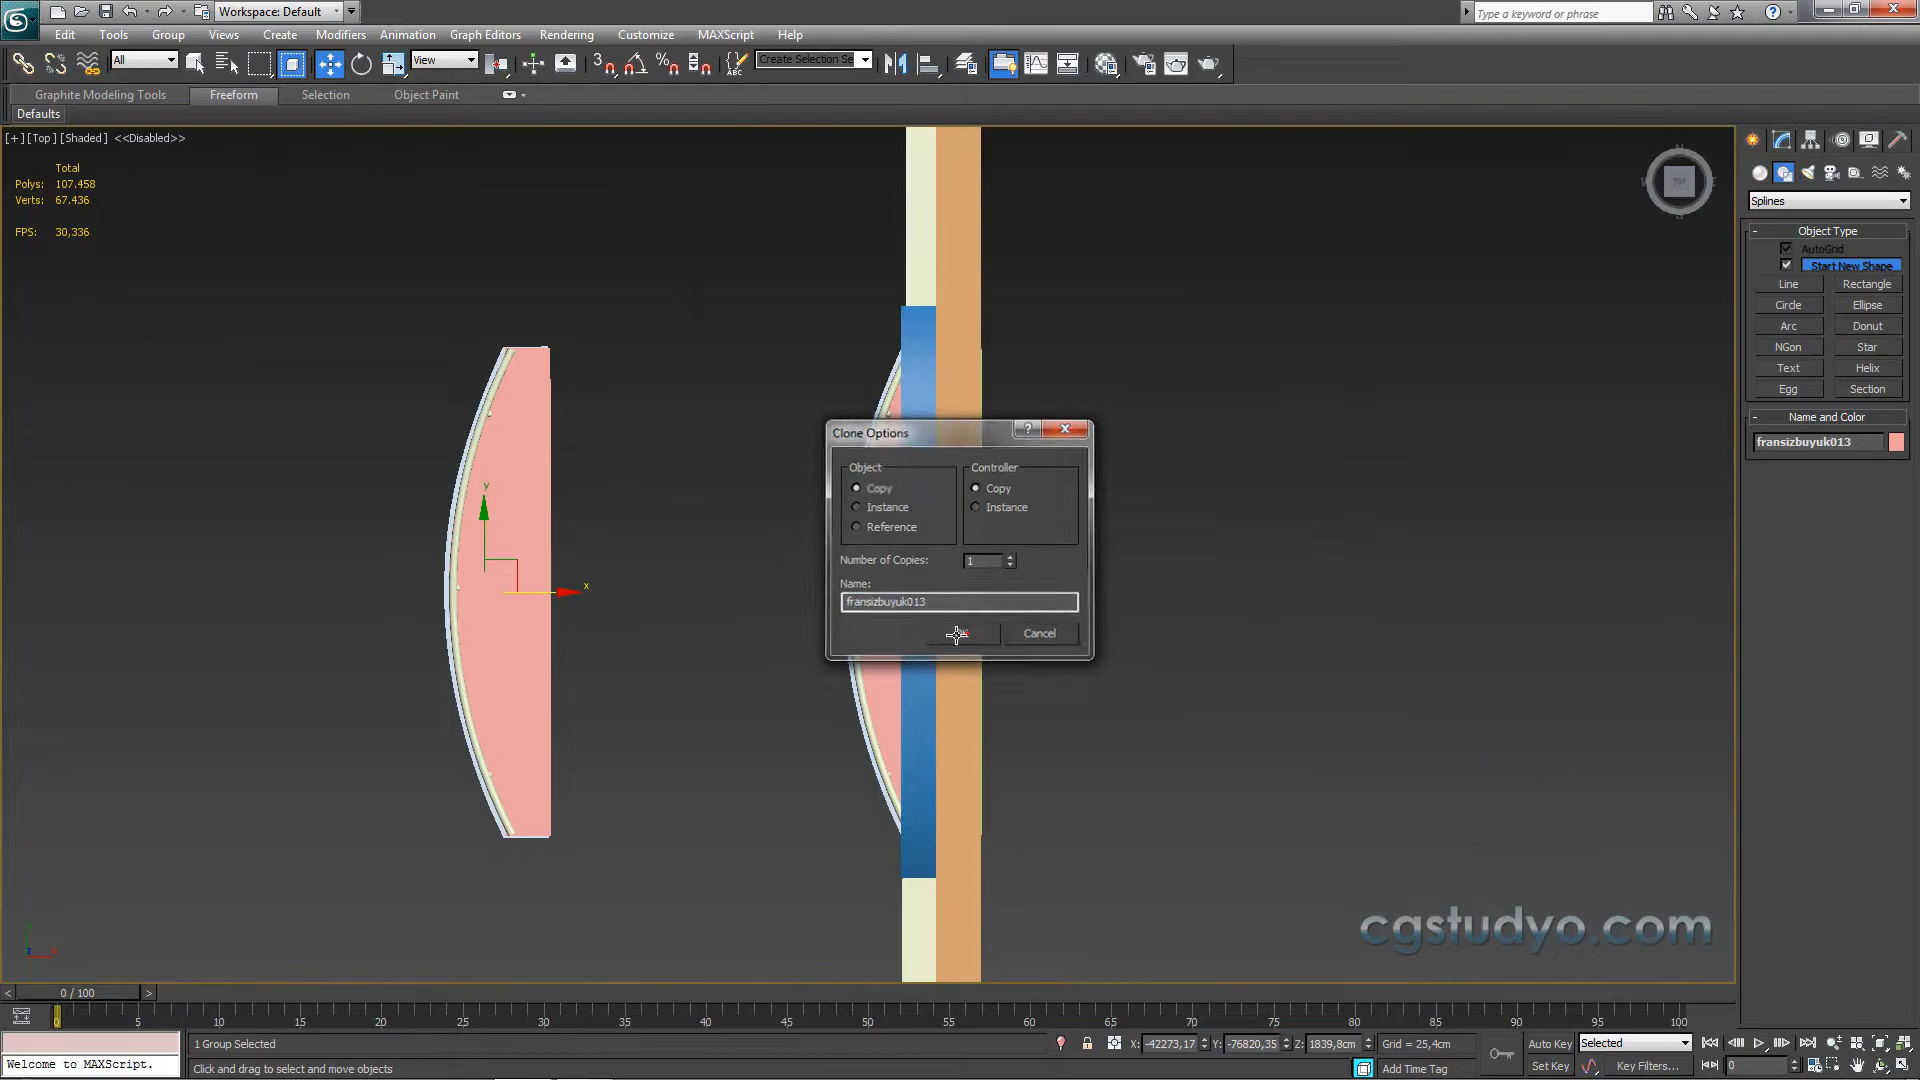 Workspace: Default
Type a keyword or phrase
Edit Tools Group Views Create Modifiers Animation Graph Editors Rendering Customize MAXScript Help
All
View
3
ABC
Create Selection Se
Graphite Modeling Tools Freeform Selection Object Paint
Defaults
[+] [Top] [Shaded] <<Disabled>>
Total
Polys: 107.458
Verts: 67.436
FPS: 30,336
TOP
Splines
- Object Type
AutoGrid
Start New Shape
Line Rectangle
Circle Ellipse
Arc Donut
NGon Star
Text Helix
Egg Section
- Name and Color
fransizbuyuk013
y
x
Clone Options
Object
Copy
Instance
Reference
Controller
Copy
Instance
Number of Copies: 1
Name:
fransizbuyuk013
Cancel
cgstudyo.com
< 0 / 100 >
0 5 10 15 20 25 30 35 40 45 50 55 60 65 70 75 80 85 90 95 100
1 Group Selected
X: -42273,17 Y: -76820,35 Z: 1839,8cm Grid = 25,4cm
Auto Key Selected
Welcome to MAXScript.
Click and drag to select and move objects
Add Time Tag
Set Key Key Filters... 0